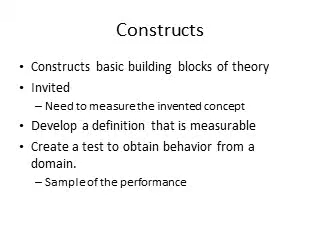 Constructs
• Constructs basic building blocks of theory
• Invited
– Need to measure the invented concept
• Develop a definition that is measurable
• Create a test to obtain behavior from a
domain.
– Sample of the performance